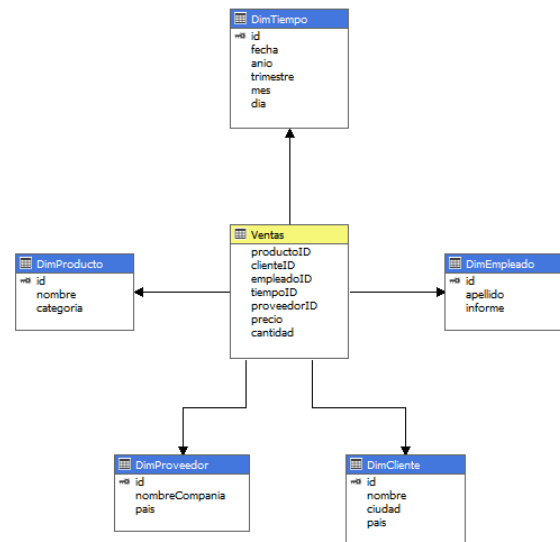 DimTiempo
id
fecha
anio
trimestre
mes
dia
Ventas
productoID
clienteID
empleadoID
tiempoID
proveedorID
precio
cantidad
DimProducto
id
nombre
categoria
DimEmpleado
id
apellido
informe
DimProveedor
id
nombreCompania
pais
DimCliente
id
nombre
ciudad
pais